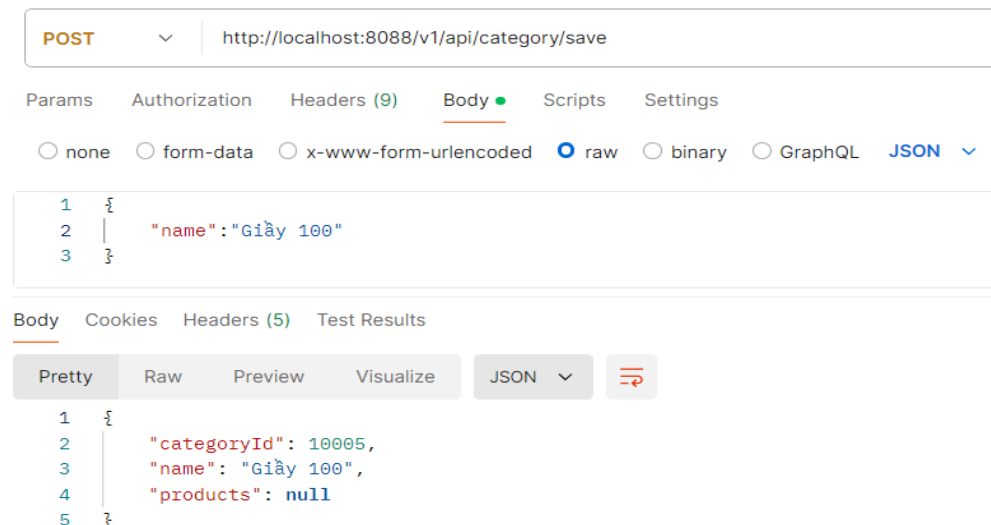 POST http://localhost:8088/v1/api/category/save
Params Authorization Headers (9) Body Scripts Settings
none form-data x-www-form-urlencoded raw binary GraphQL JSON
1 {
2 "name":"Giầy 100"
3 }
Body Cookies Headers (5) Test Results
Pretty Raw Preview Visualize JSON
1 {
2 "categoryId": 10005,
3 "name": "Giầy 100",
4 "products": null
5 }